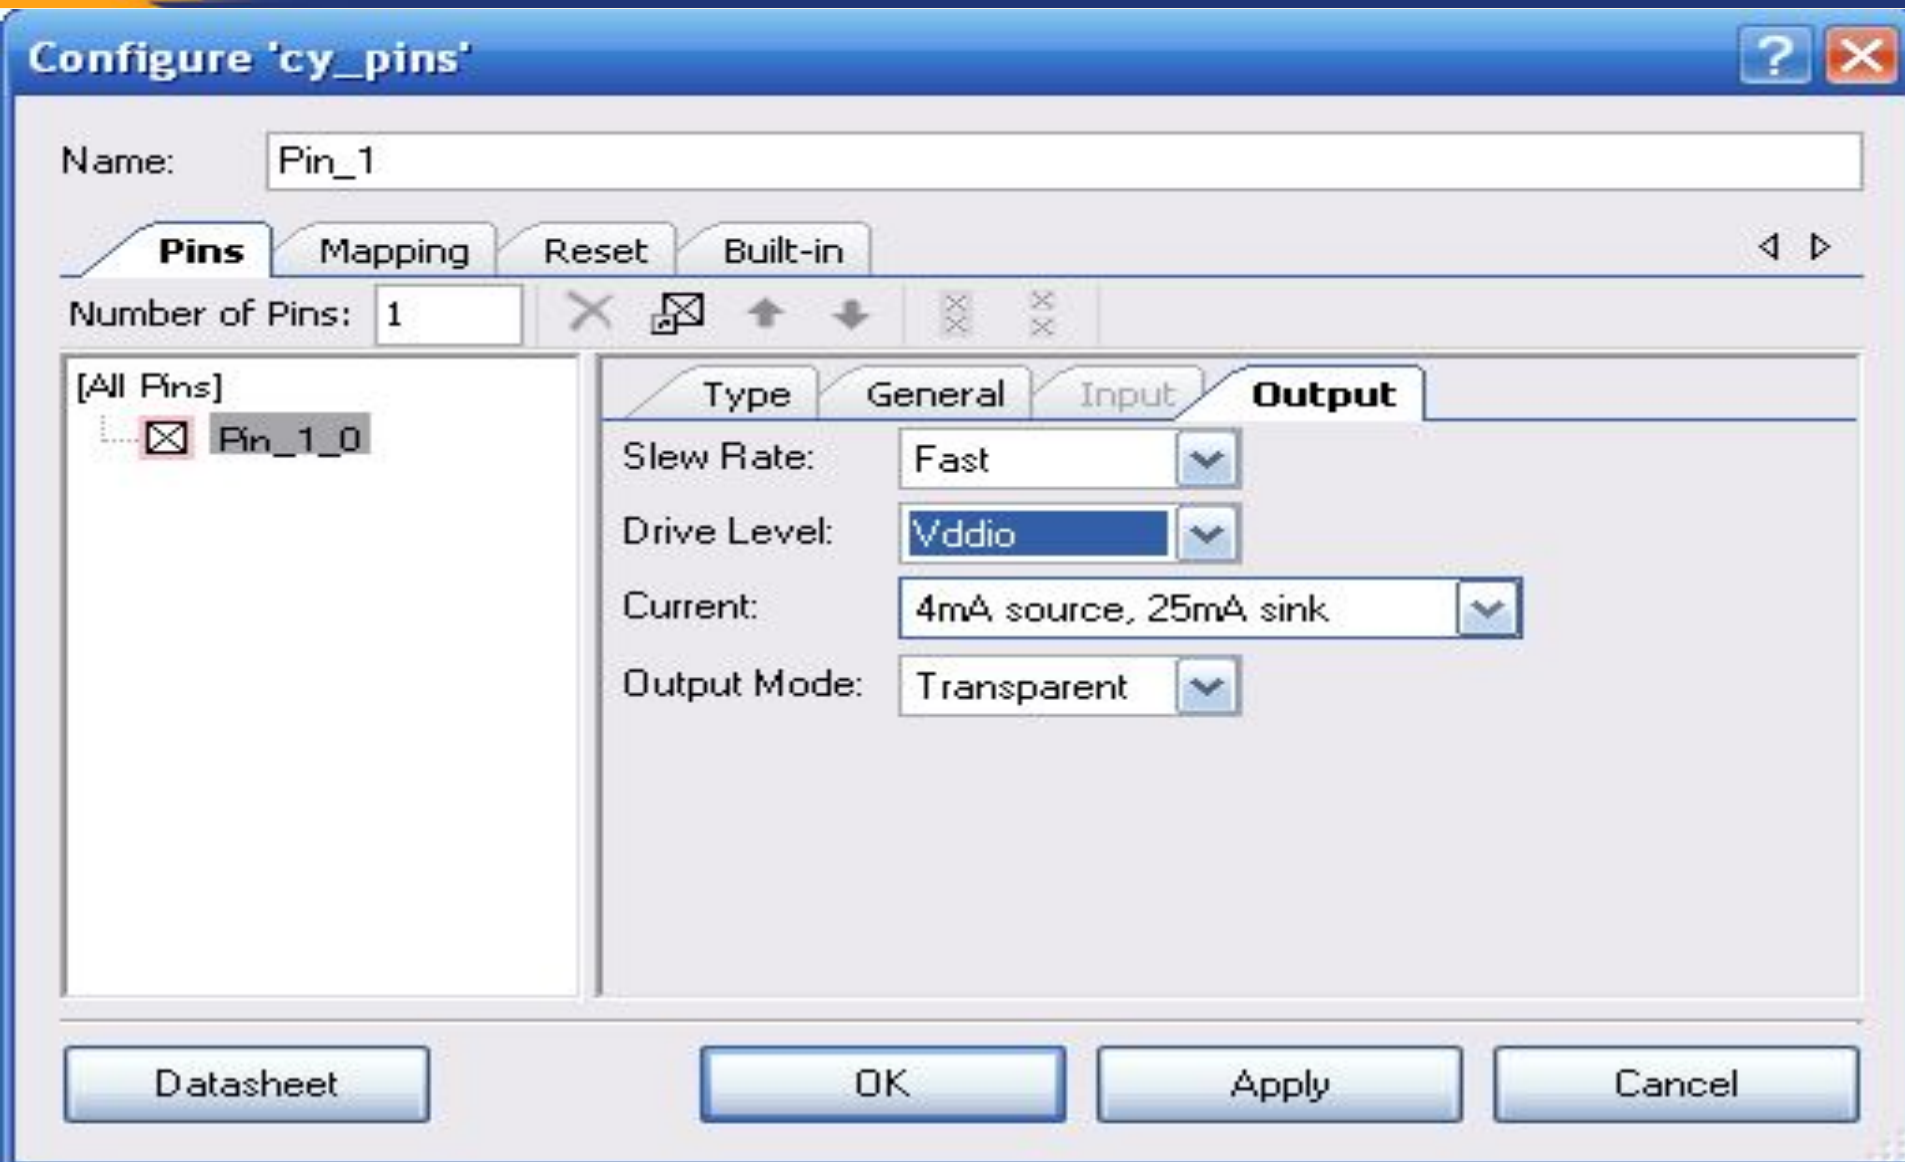 Configure 'cy_pins'
Name: Pin_1
Pins Mapping Reset Built-in
Number of Pins: 1
[All Pins]
Pin_1_0
Type General Input Output
Slew Rate: Fast
Drive Level: Vddio
Current: 4mA source, 25mA sink
Output Mode: Transparent
Datasheet OK Apply Cancel